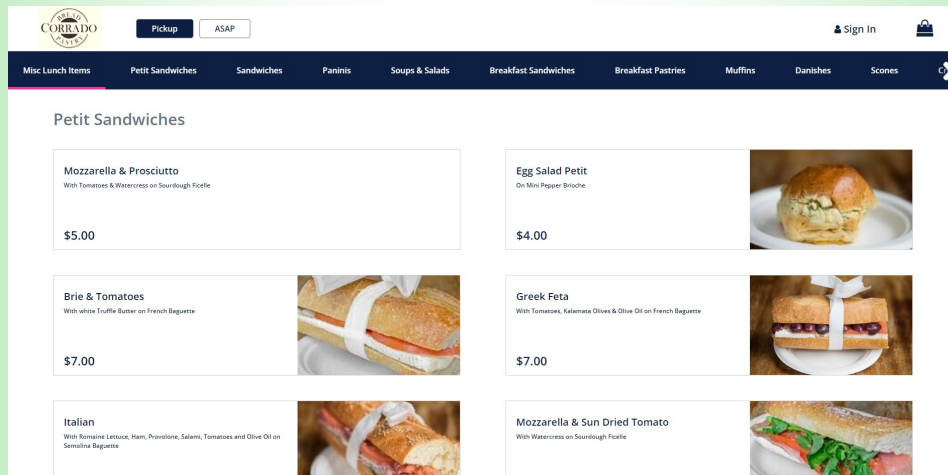 BREAD
CORRADO
PASTRY
Pickup
ASAP
Sign In
Misc Lunch Items
Petit Sandwiches
Sandwiches
Paninis
Soups & Salads
Breakfast Sandwiches
Breakfast Pastries
Muffins
Danishes
Scones
Petit Sandwiches
Mozzarella & Prosciutto
With Tomatoes & Watercress on Sourdough Ficelle
$5.00
Egg Salad Petit
On Mini Pepper Brioche
$4.00
Brie & Tomatoes
With white Truffle Butter on French Baguette
$7.00
Greek Feta
With Tomatoes, Kalamata Olives & Olive Oil on French Baguette
$7.00
Italian
With Romaine Lettuce, Ham, Provolone, Salami, Tomatoes and Olive Oil on
Semolina Baguette
Mozzarella & Sun Dried Tomato
With Watercress on Sourdough Ficelle